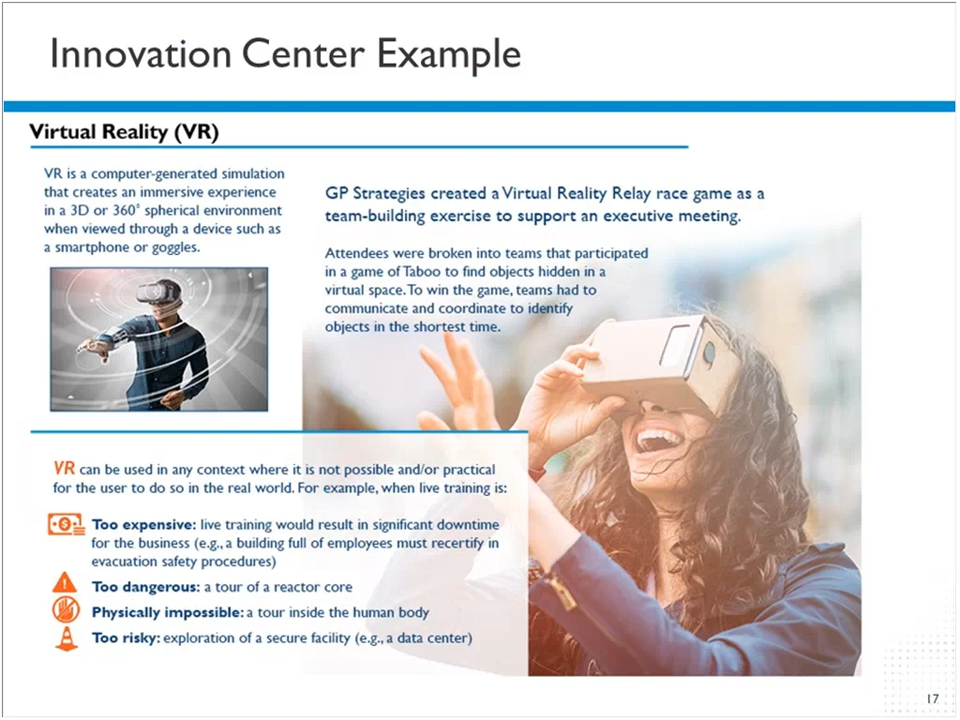 Innovation Center Example
Virtual Reality (VR)
VR is a computer-generated simulation
that creates an immersive experience
in a 3D or 360° spherical environment
when viewed through a device such as
a smartphone or goggles.
GP Strategies created a Virtual Reality Relay race game as a
team-building exercise to support an executive meeting.
Attendees were broken into teams that participated
in a game of Taboo to find objects hidden in a
virtual space. To win the game, teams had to
communicate and coordinate to identify
objects in the shortest time.
VR can be used in any context where it is not possible and/or practical
for the user to do so in the real world. For example, when live training is:
Too expensive: live training would result in significant downtime
for the business (e.g., a building full of employees must recertify in
evacuation safety procedures)
Too dangerous: a tour of a reactor core
Physically impossible: a tour inside the human body
Too risky: exploration of a secure facility (e.g., a data center)
17